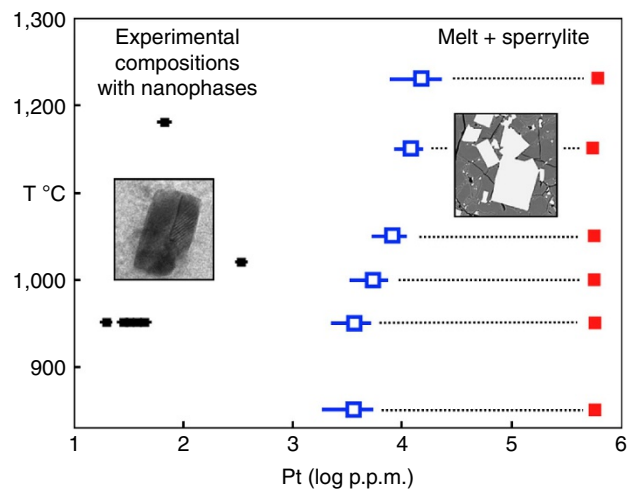 1,300
Experimental
compositions
with nanophases
Melt + sperrylite
1,200
T °C
1,000
900
1 2 3 4 5 6
Pt (log p.p.m.)